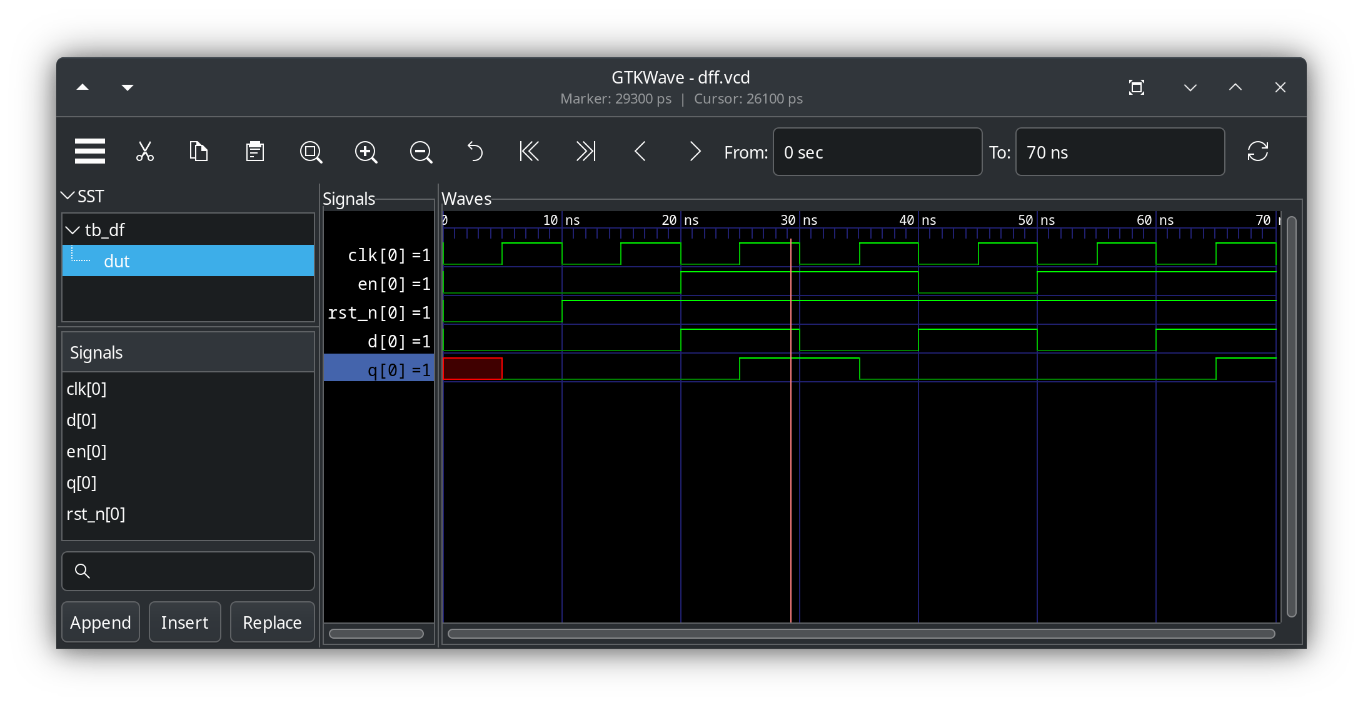 GTKWave - dff.vcd
Marker: 29300 ps | Cursor: 26100 ps
From: 0 sec To: 70 ns
SST
tb_df
dut
Signals
clk[0]
d[0]
en[0]
q[0]
rst_n[0]
Append Insert Replace
Signals
clk[0] =1
en[0] =1
rst_n[0] =1
d[0] =1
q[0] =1
Waves
0 10 ns 20 ns 30 ns 40 ns 50 ns 60 ns 70